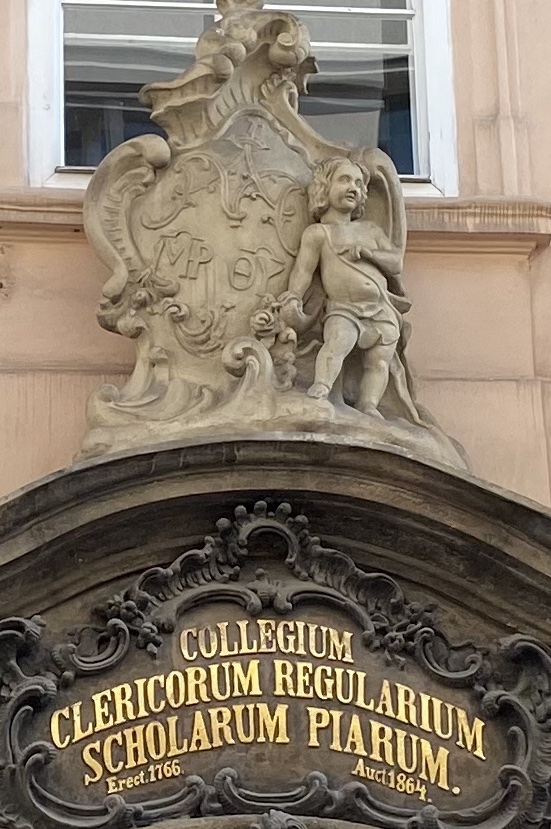 MP ΘY
COLLEGIUM
CLERICORUM REGULARIUM
SCHOLARUM PIARUM.
Erect. 1766. Auct 1864.